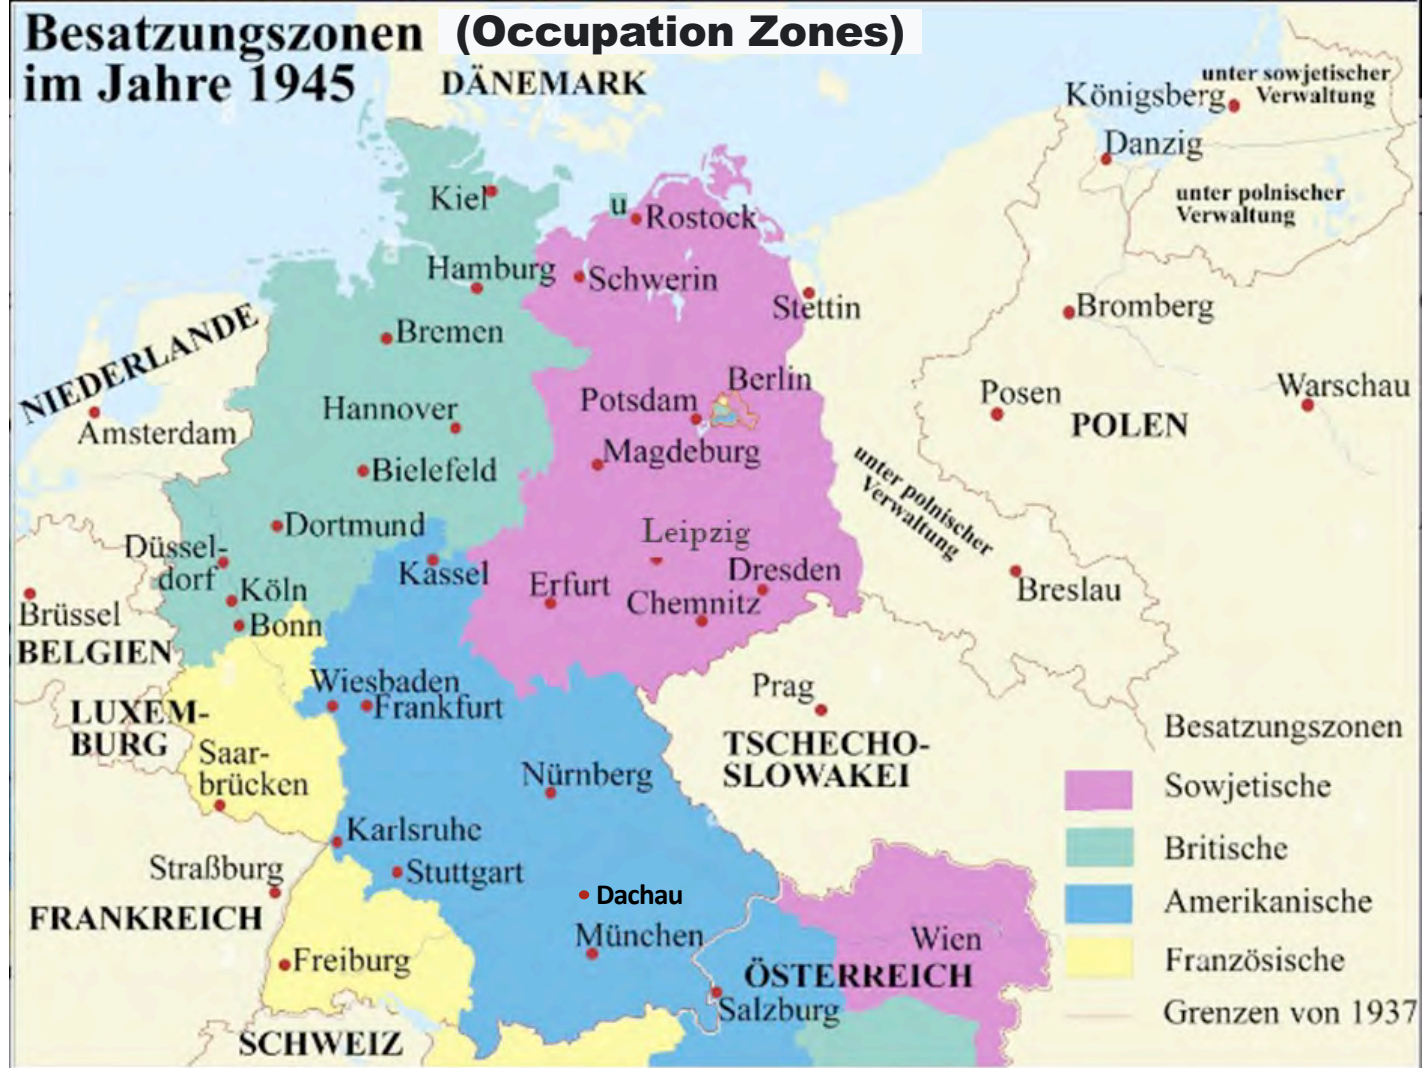 Besatzungszonen (Occupation Zones)
im Jahre 1945
DÄNEMARK
unter sowjetischer
Verwaltung
Königsberg
Danzig
unter polnischer
Verwaltung
Kiel
u
Rostock
Hamburg
Schwerin
Stettin
Bromberg
Bremen
NIEDERLANDE
Berlin
Potsdam
Posen
Warschau
Hannover
Amsterdam
POLEN
Magdeburg
Bielefeld
unter polnischer
Verwaltung
Dortmund
Leipzig
Düssel-
dorf
Kassel
Erfurt
Dresden
Chemnitz
Breslau
Köln
Brüssel
Bonn
BELGIEN
Wiesbaden
Frankfurt
Prag
LUXEM-
BURG
Saar-
brücken
TSCHECHO-
SLOWAKEI
Nürnberg
Karlsruhe
Straßburg
Stuttgart
Dachau
FRANKREICH
München
Wien
Freiburg
ÖSTERREICH
Salzburg
SCHWEIZ
Besatzungszonen
Sowjetische
Britische
Amerikanische
Französische
Grenzen von 1937